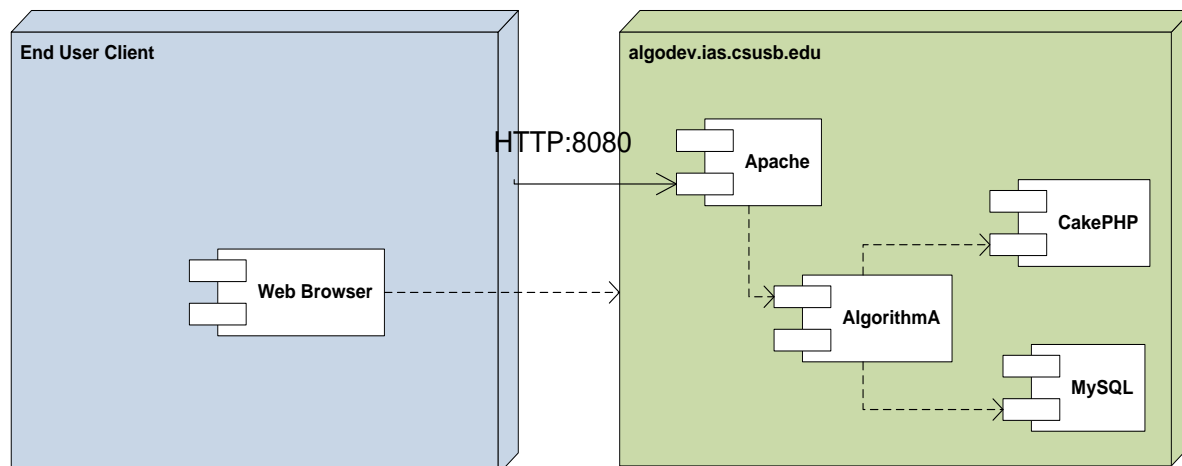 End User Client
algodev.ias.csusb.edu
HTTP:8080
Apache
CakePHP
Web Browser
AlgorithmA
MySQL